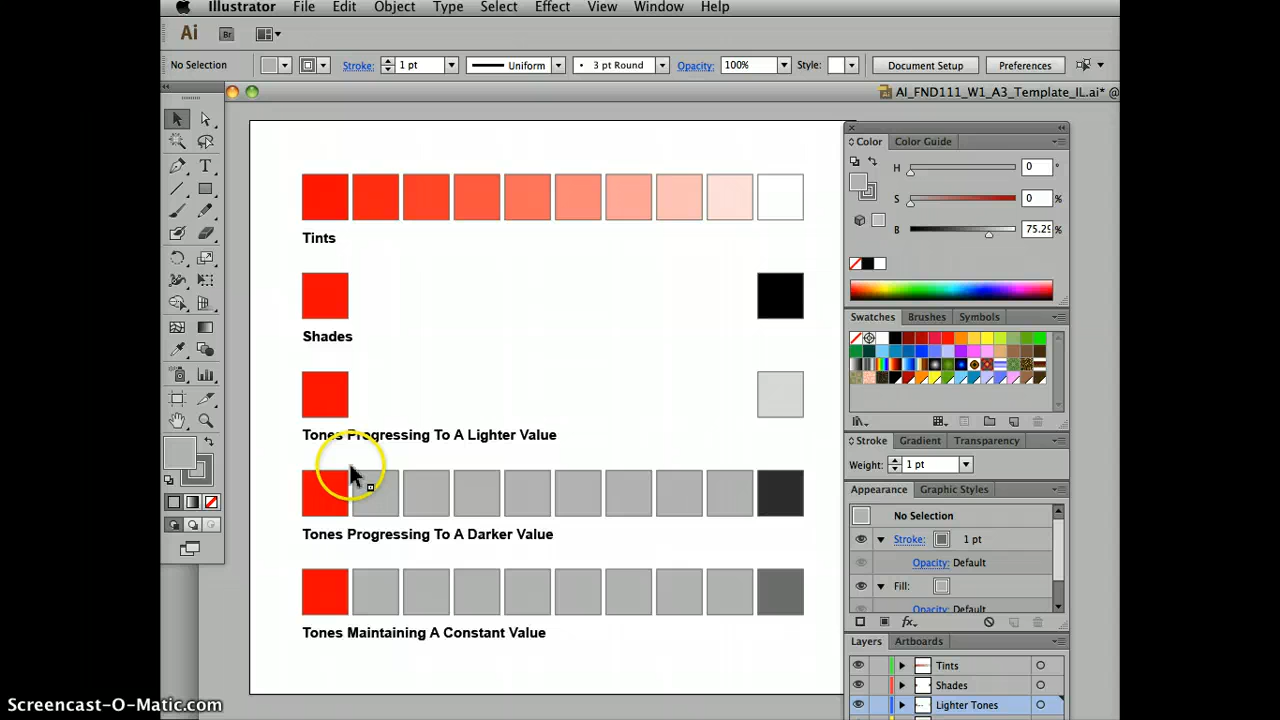 Illustrator File Edit Object Type Select Effect View Window Help
Ai Br
No Selection Stroke: 1 pt Uniform 3 pt Round Opacity: 100% Style: Document Setup Preferences
AI_FND111_W1_A3_Template_IL.ai* @
Color Color Guide
H 0 °
S 0 %
B 75.29 %
Tints
Shades
Tones Progressing To A Lighter Value
Tones Progressing To A Darker Value
Tones Maintaining A Constant Value
Swatches Brushes Symbols
Stroke Gradient Transparency
Weight: 1 pt
Appearance Graphic Styles
No Selection
Stroke: 1 pt
Opacity: Default
Fill:
Opacity: Default
fx
Layers Artboards
Tints
Shades
Lighter Tones
Screencast-O-Matic.com